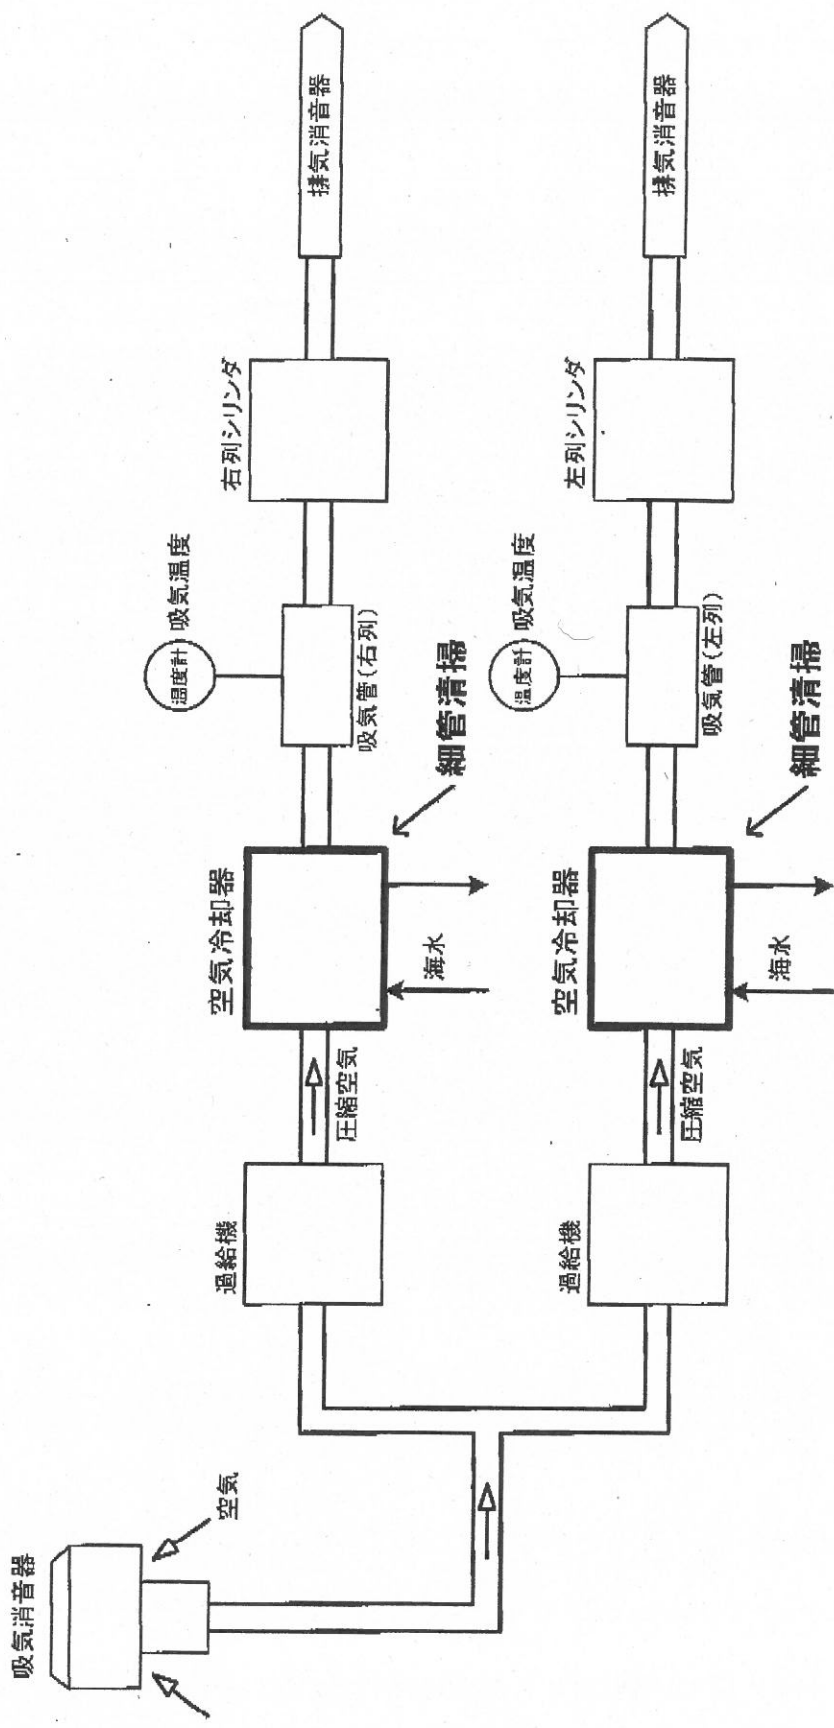 吸気消音器
空気
過給機
圧縮空気
空気冷却器
海水
細管清掃
温度計
吸気温度
吸気管(右列)
右列シリンダ
排気消音器
過給機
圧縮空気
空気冷却器
海水
細管清掃
温度計
吸気温度
吸気管(左列)
左列シリンダ
排気消音器